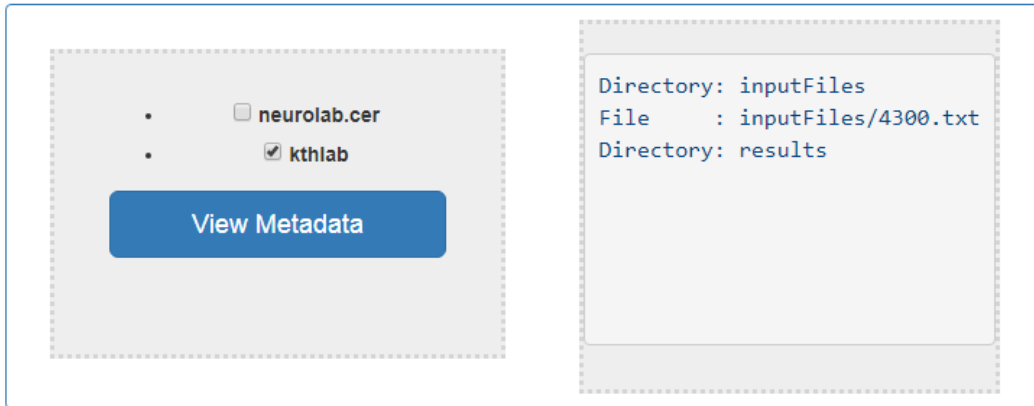 neurolab.cer
kthlab
View Metadata
Directory: inputFiles
File     : inputFiles/4300.txt
Directory: results